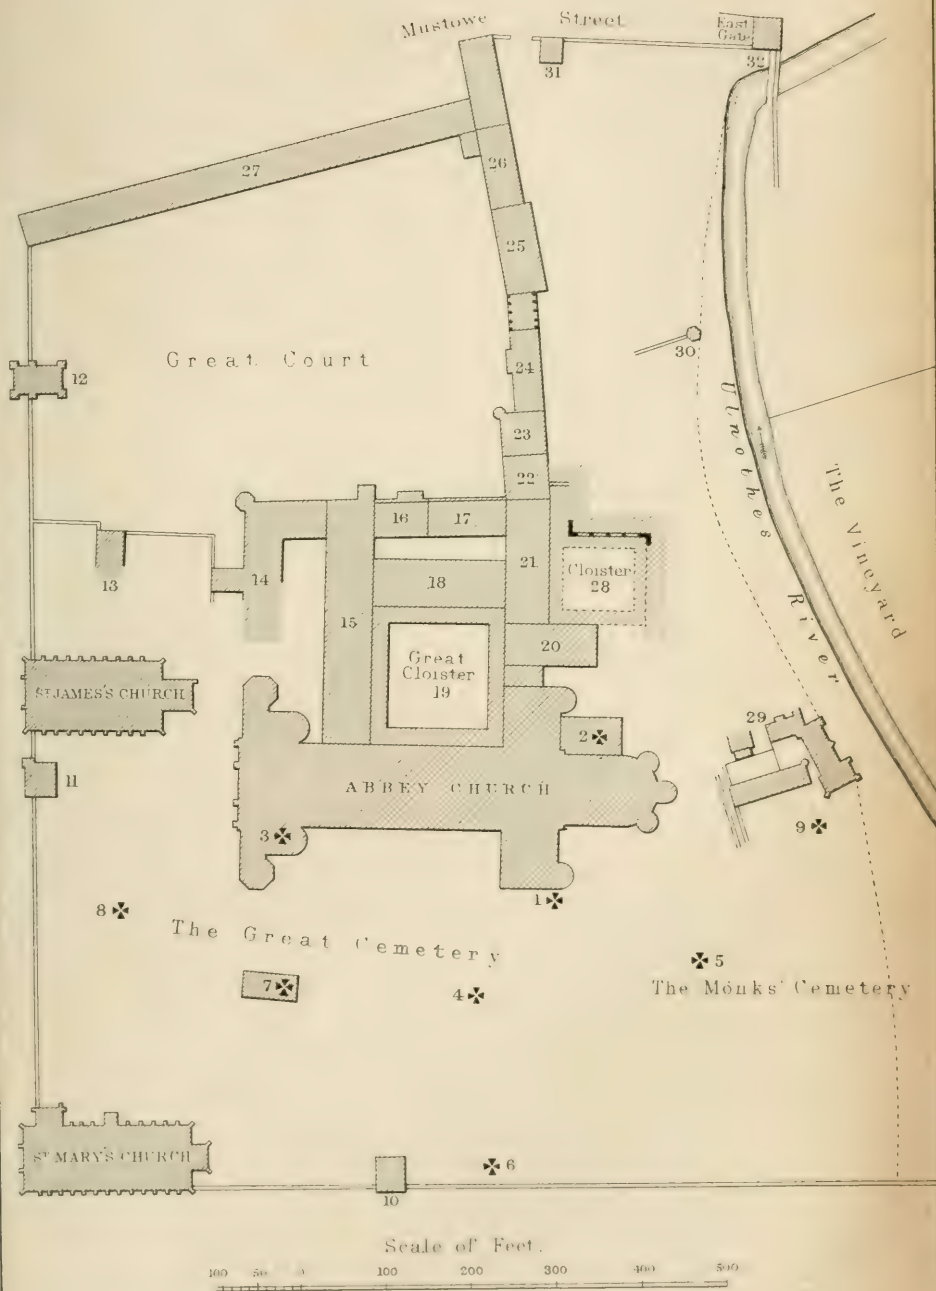 Mustowe Street
East
Gate
31
32
27
26
25
Great Court
30
12
24
23
22
Ulnothes River
The Vineyard
16
17
13
14
18
21
Cloister
28
15
20
Great
Cloister
19
St JAMES'S CHURCH
2
29
11
ABBEY CHURCH
3
9
1
8
The Great Cemetery
5
7
4
The Monks' Cemetery
St MARY'S CHURCH
6
10
Scale of Feet.
100 50 0 100 200 300 400 500